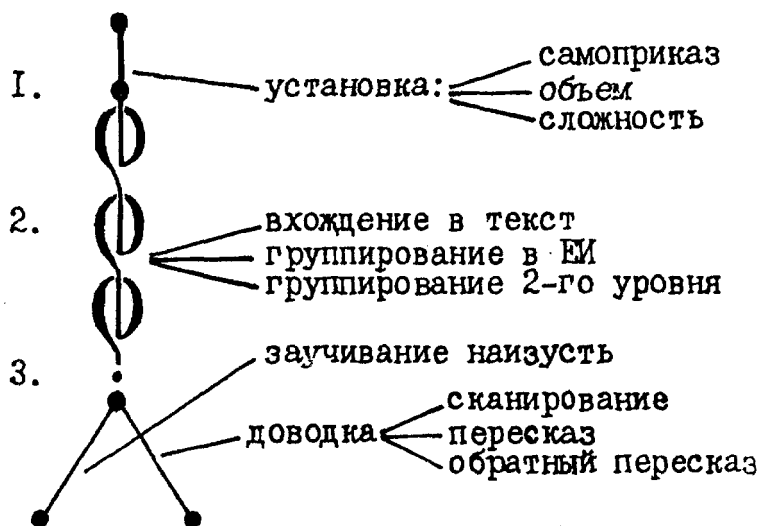 самоприказ
I. установка: объем
сложность
2. вхождение в текст
группирование в ЕИ
группирование 2-го уровня
3. заучивание наизусть
сканирование
доводка пересказ
обратный пересказ